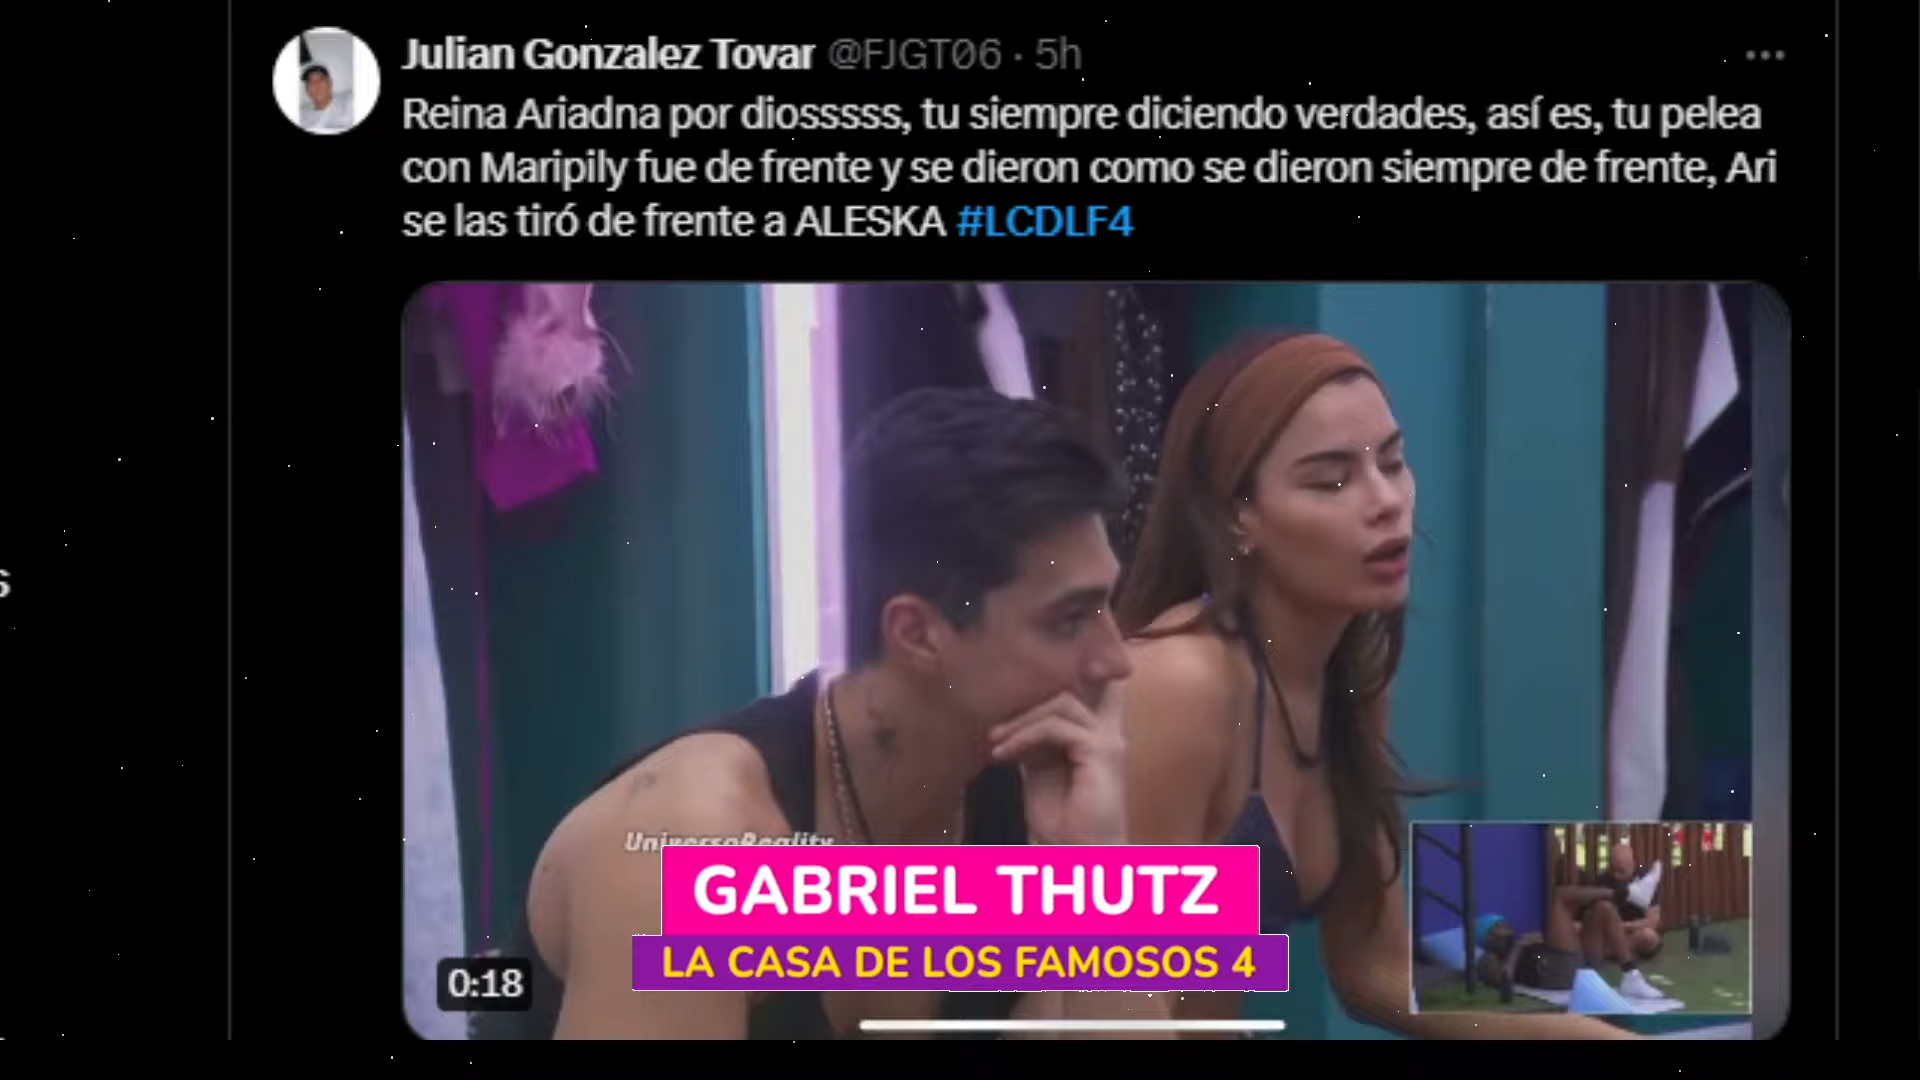 Julian Gonzalez Tovar @FJGT06 · 5h
Reina Ariadna por diosssss, tu siempre diciendo verdades, así es, tu pelea
con Maripily fue de frente y se dieron como se dieron siempre de frente, Ari
se las tiró de frente a ALESKA #LCDLF4
s
UniversoReality
GABRIEL THUTZ
LA CASA DE LOS FAMOSOS 4
0:18